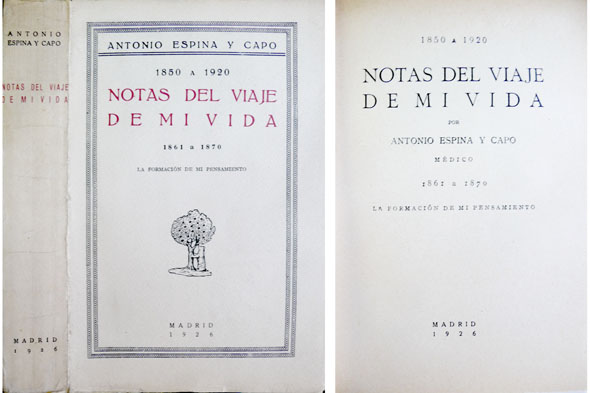 ANTONIO
ESPINA Y CAPO
NOTAS DEL VIAJE
DE MI VIDA
MADRID
1926
ANTONIO ESPINA Y CAPO
1850 A 1920
NOTAS DEL VIAJE
DE MI VIDA
1861 a 1870
LA FORMACIÓN DE MI PENSAMIENTO
MADRID
1926
1850 A 1920
NOTAS DEL VIAJE
DE MI VIDA
POR
ANTONIO ESPINA Y CAPO
MÉDICO
1861 a 1870
LA FORMACIÓN DE MI PENSAMIENTO
MADRID
1926